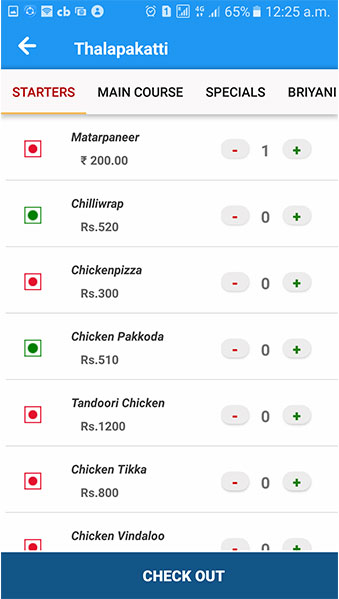 cb 1 4G 65% 12:25 a.m.
Thalapakatti
STARTERS MAIN COURSE SPECIALS BRIYANI
Matarpaneer
₹ 200.00
- 1 +
Chilliwrap
Rs.520
- 0 +
Chickenpizza
Rs.300
- 0 +
Chicken Pakkoda
Rs.510
- 0 +
Tandoori Chicken
Rs.1200
- 0 +
Chicken Tikka
Rs.800
- 0 +
Chicken Vindaloo
- 0 +
CHECK OUT